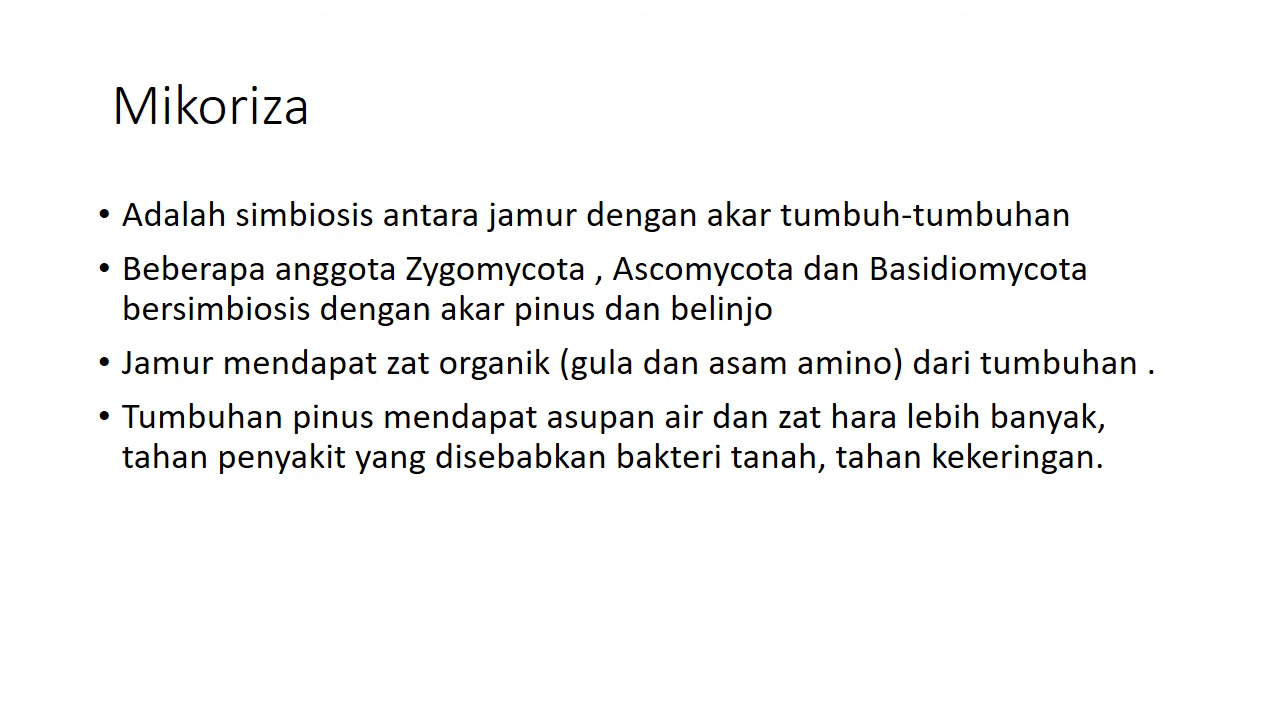 Mikoriza
• Adalah simbiosis antara jamur dengan akar tumbuh-tumbuhan
• Beberapa anggota Zygomycota , Ascomycota dan Basidiomycota
bersimbiosis dengan akar pinus dan belinjo
• Jamur mendapat zat organik (gula dan asam amino) dari tumbuhan .
• Tumbuhan pinus mendapat asupan air dan zat hara lebih banyak,
tahan penyakit yang disebabkan bakteri tanah, tahan kekeringan.